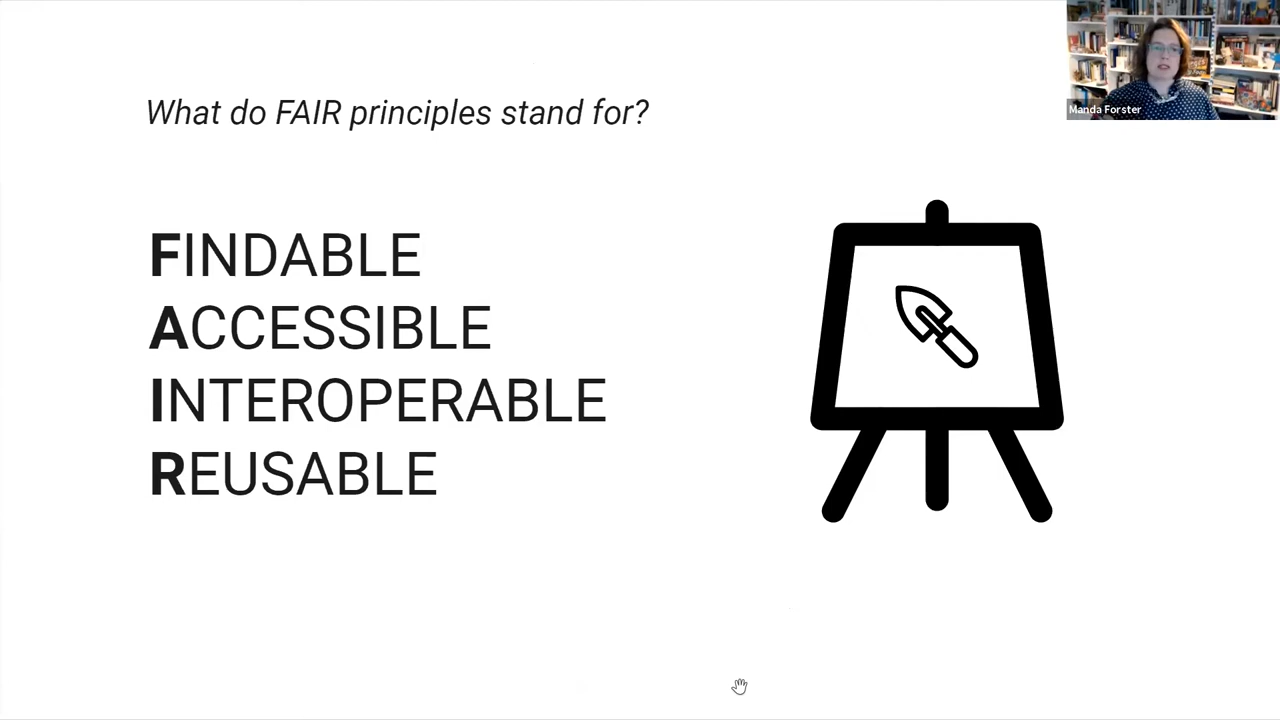 What do FAIR principles stand for?
FINDABLE
ACCESSIBLE
INTEROPERABLE
REUSABLE
Manda Forster